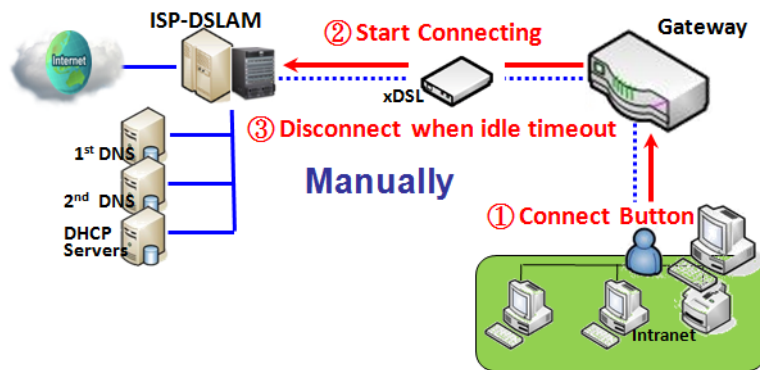 ISP-DSLAM
② Start Connecting
Gateway
Internet
xDSL
③ Disconnect when idle timeout
1st DNS
Manually
2nd DNS
① Connect Button
DHCP
Servers
Intranet